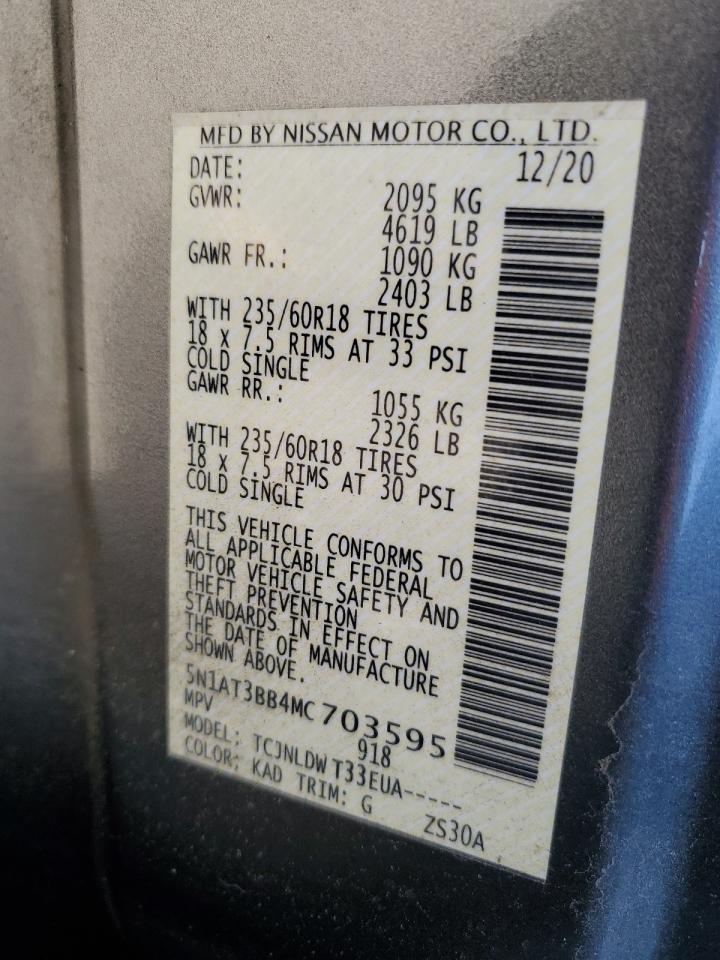 MFD BY NISSAN MOTOR CO., LTD.
DATE: 12/20
GVWR: 2095 KG
4619 LB
GAWR FR.: 1090 KG
2403 LB
WITH 235/60R18 TIRES
18 x 7.5 RIMS AT 33 PSI
COLD SINGLE
GAWR RR.: 1055 KG
2326 LB
WITH 235/60R18 TIRES
18 x 7.5 RIMS AT 30 PSI
COLD SINGLE
THIS VEHICLE CONFORMS TO
ALL APPLICABLE FEDERAL
MOTOR VEHICLE SAFETY AND
THEFT PREVENTION
STANDARDS IN EFFECT ON
THE DATE OF MANUFACTURE
SHOWN ABOVE.
5N1AT3BB4MC703595
MPV 918
MODEL: TCJNLDW T33EUA-----
COLOR: KAD TRIM: G ZS30A